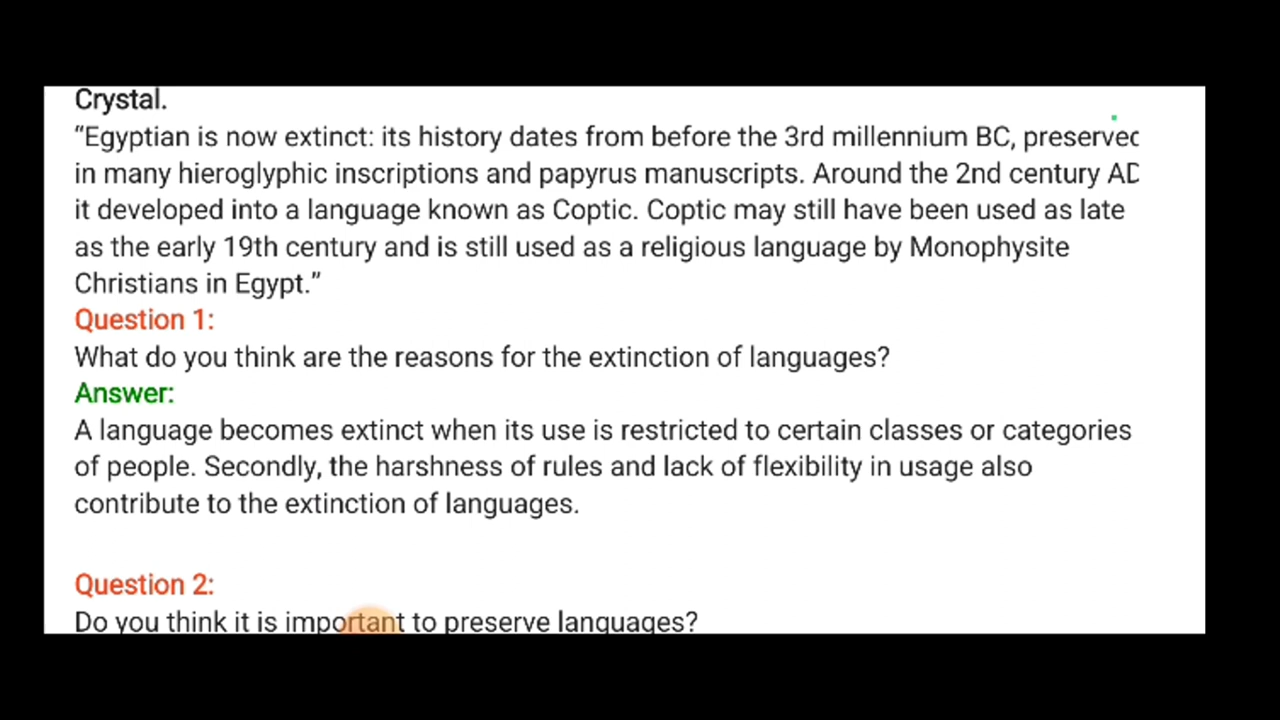 Crystal.
“Egyptian is now extinct: its history dates from before the 3rd millennium BC, preserved
in many hieroglyphic inscriptions and papyrus manuscripts. Around the 2nd century AD
it developed into a language known as Coptic. Coptic may still have been used as late
as the early 19th century and is still used as a religious language by Monophysite
Christians in Egypt.”
Question 1:
What do you think are the reasons for the extinction of languages?
Answer:
A language becomes extinct when its use is restricted to certain classes or categories
of people. Secondly, the harshness of rules and lack of flexibility in usage also
contribute to the extinction of languages.
Question 2:
Do you think it is important to preserve languages?